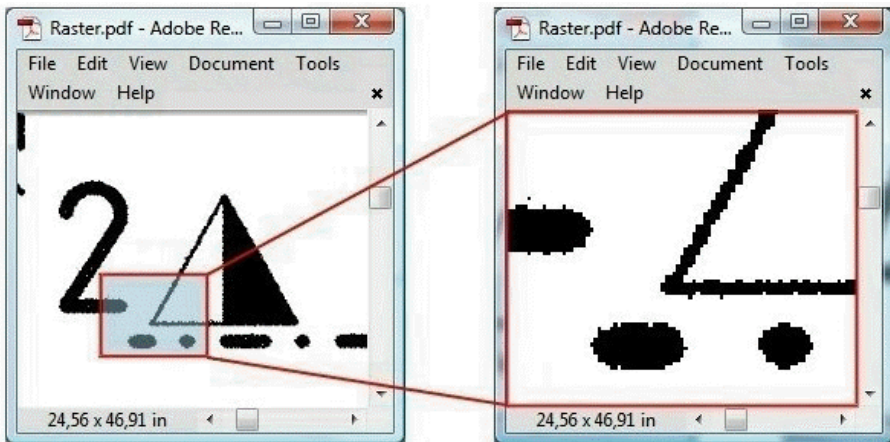 Raster.pdf - Adobe Re...
File Edit View Document Tools
Window Help
2
24,56 x 46,91 in
Raster.pdf - Adobe Re...
File Edit View Document Tools
Window Help
24,56 x 46,91 in